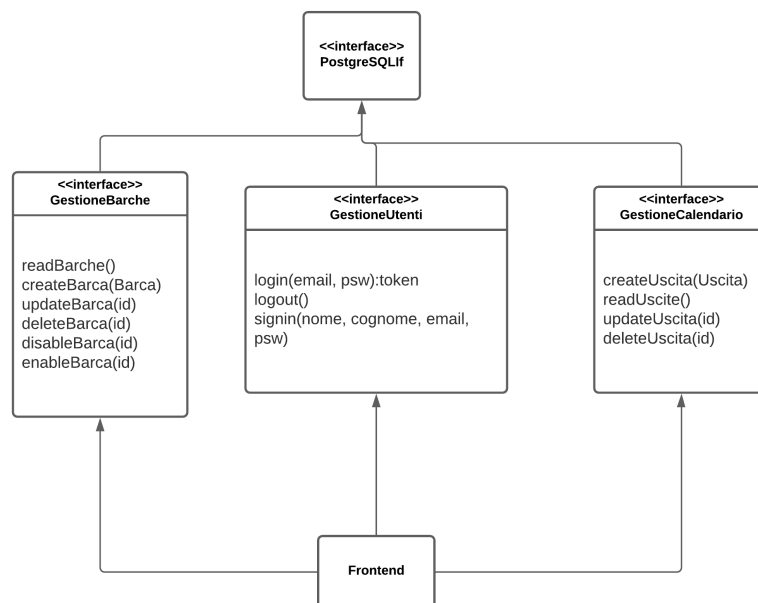 <<interface>>
PostgreSQLIf
<<interface>>
GestioneBarche
readBarche()
createBarca(Barca)
updateBarca(id)
deleteBarca(id)
disableBarca(id)
enableBarca(id)
<<interface>>
GestioneUtenti
login(email, psw):token
logout()
signin(nome, cognome, email,
psw)
<<interface>>
GestioneCalendario
createUscita(Uscita)
readUscite()
updateUscita(id)
deleteUscita(id)
Frontend